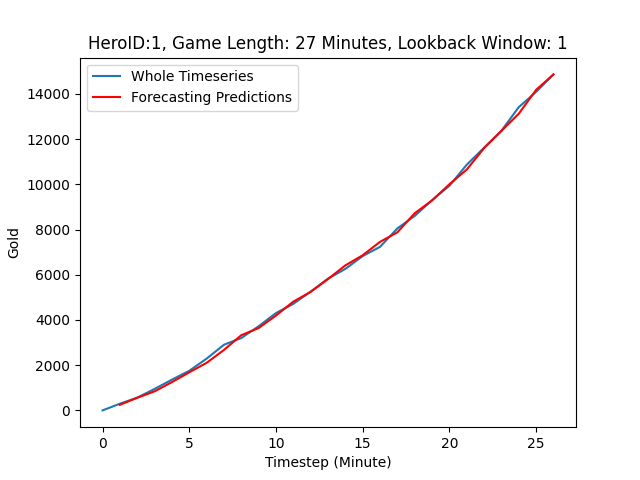 HeroID:1, Game Length: 27 Minutes, Lookback Window: 1
Whole Timeseries
Forecasting Predictions
14000
12000
10000
8000
6000
4000
2000
0
Gold
0 5 10 15 20 25
Timestep (Minute)